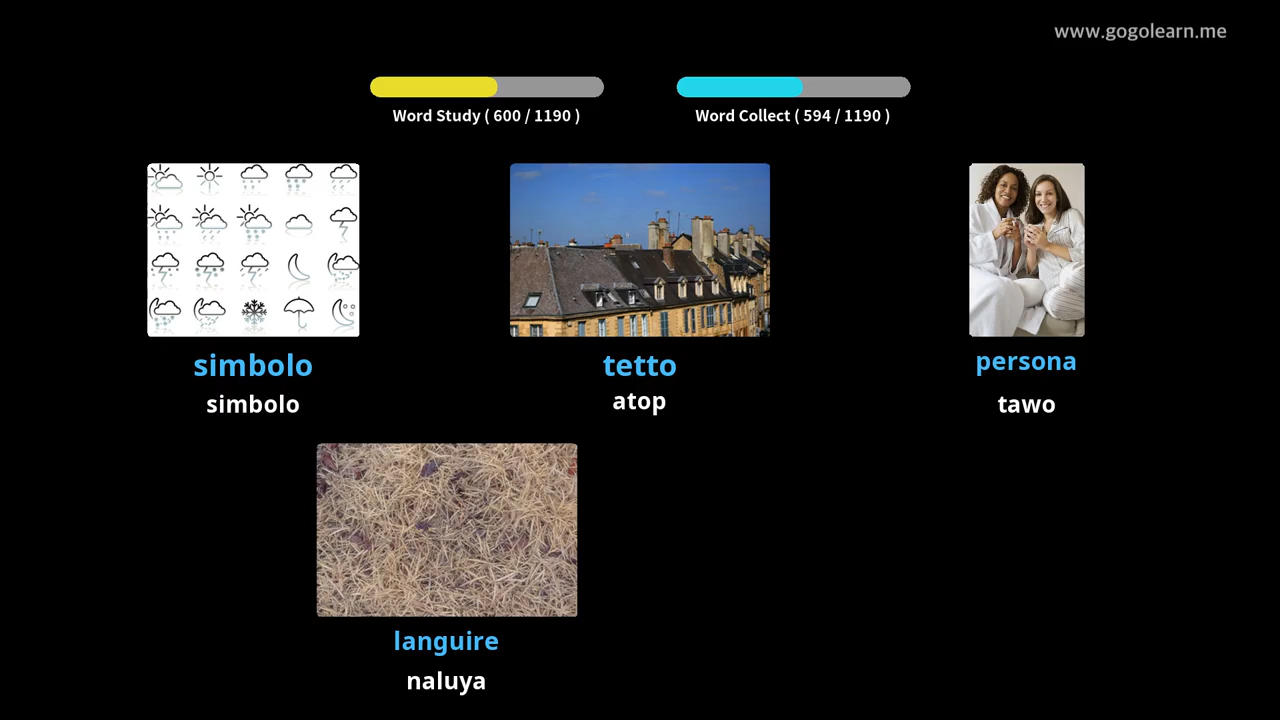 www.gogolearn.me
Word Study ( 600 / 1190 )
Word Collect ( 594 / 1190 )
simbolo
simbolo
tetto
atop
persona
tawo
languire
naluya